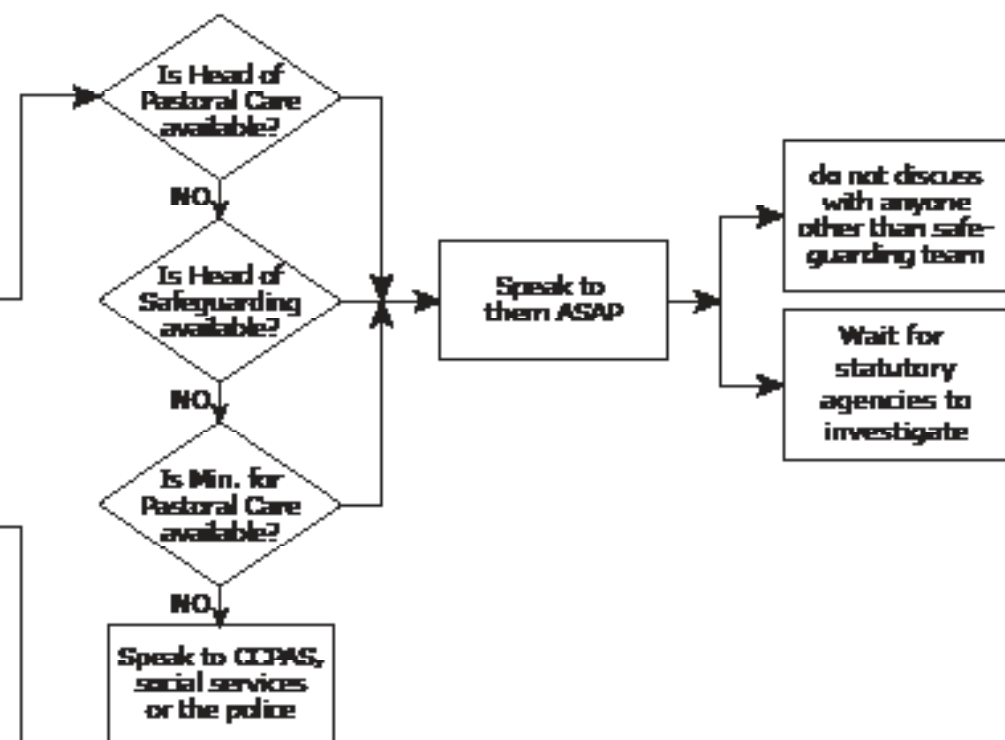 Is Head of
Pastoral Care
available?
NO
Is Head of
Safeguarding
available?
NO
Is Min. for
Pastoral Care
available?
NO
Speak to CCPAS,
social services
or the police
Speak to
them ASAP
do not discuss
with anyone
other than safe-
guarding team
Wait for
statutory
agencies to
investigate